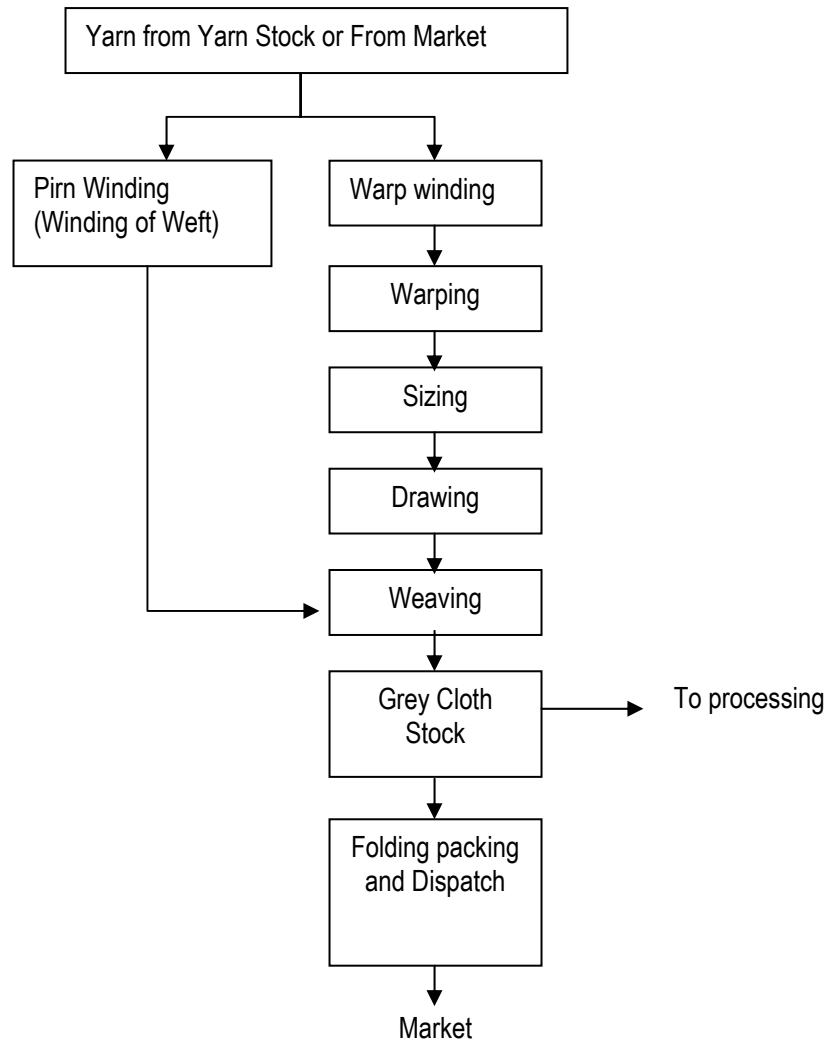 Yarn from Yarn Stock or From Market
Pirn Winding
(Winding of Weft)
Warp winding
Warping
Sizing
Drawing
Weaving
Grey Cloth
Stock
To processing
Folding packing
and Dispatch
Market